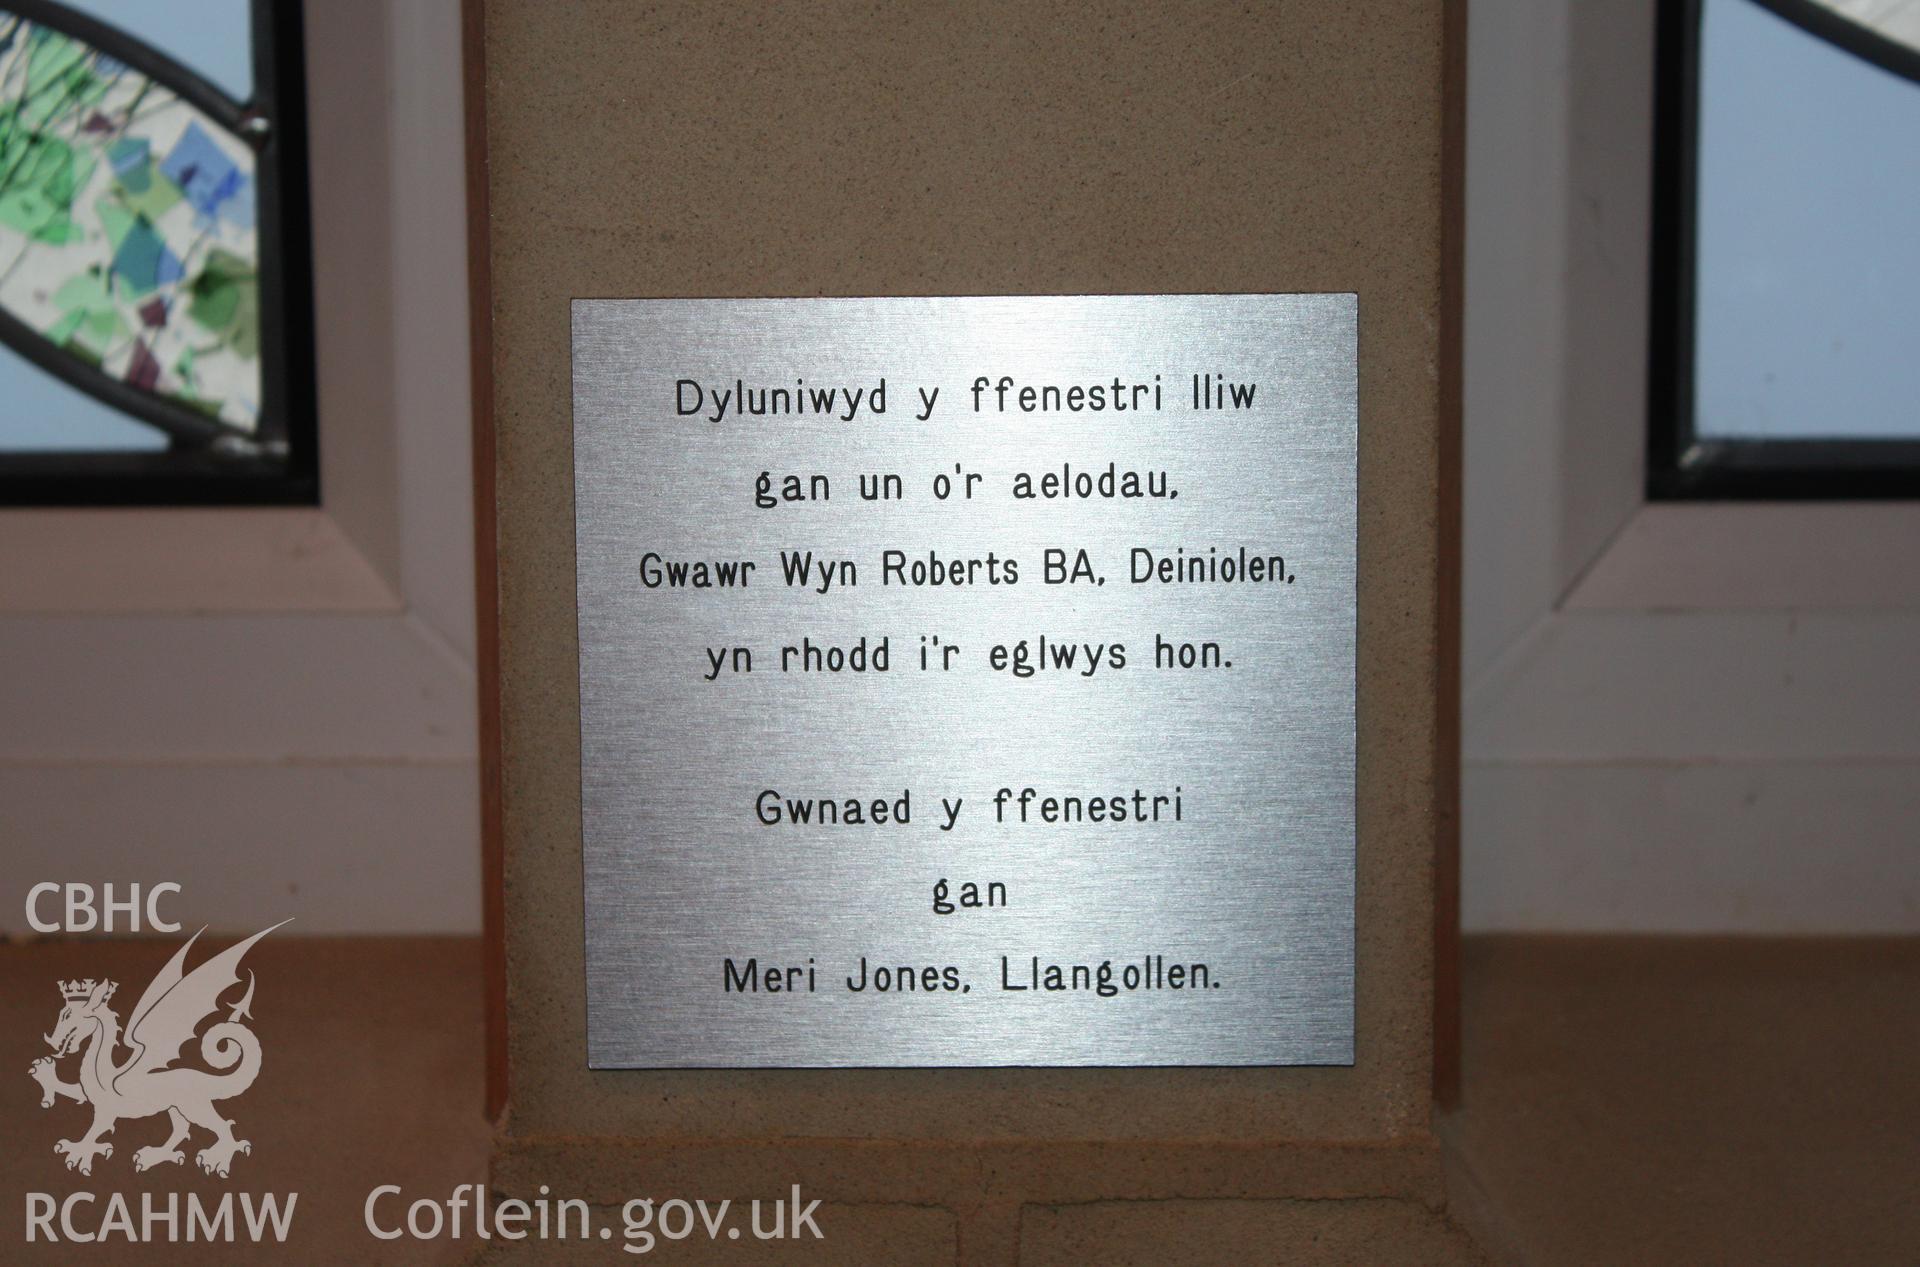 Dyluniwyd y ffenestri lliw
gan un o'r aelodau,
Gwawr Wyn Roberts BA, Deiniolen,
yn rhodd i'r eglwys hon.
Gwnaed y ffenestri
gan
Meri Jones, Llangollen.
CBHC
RCAHMW
Coflein.gov.uk